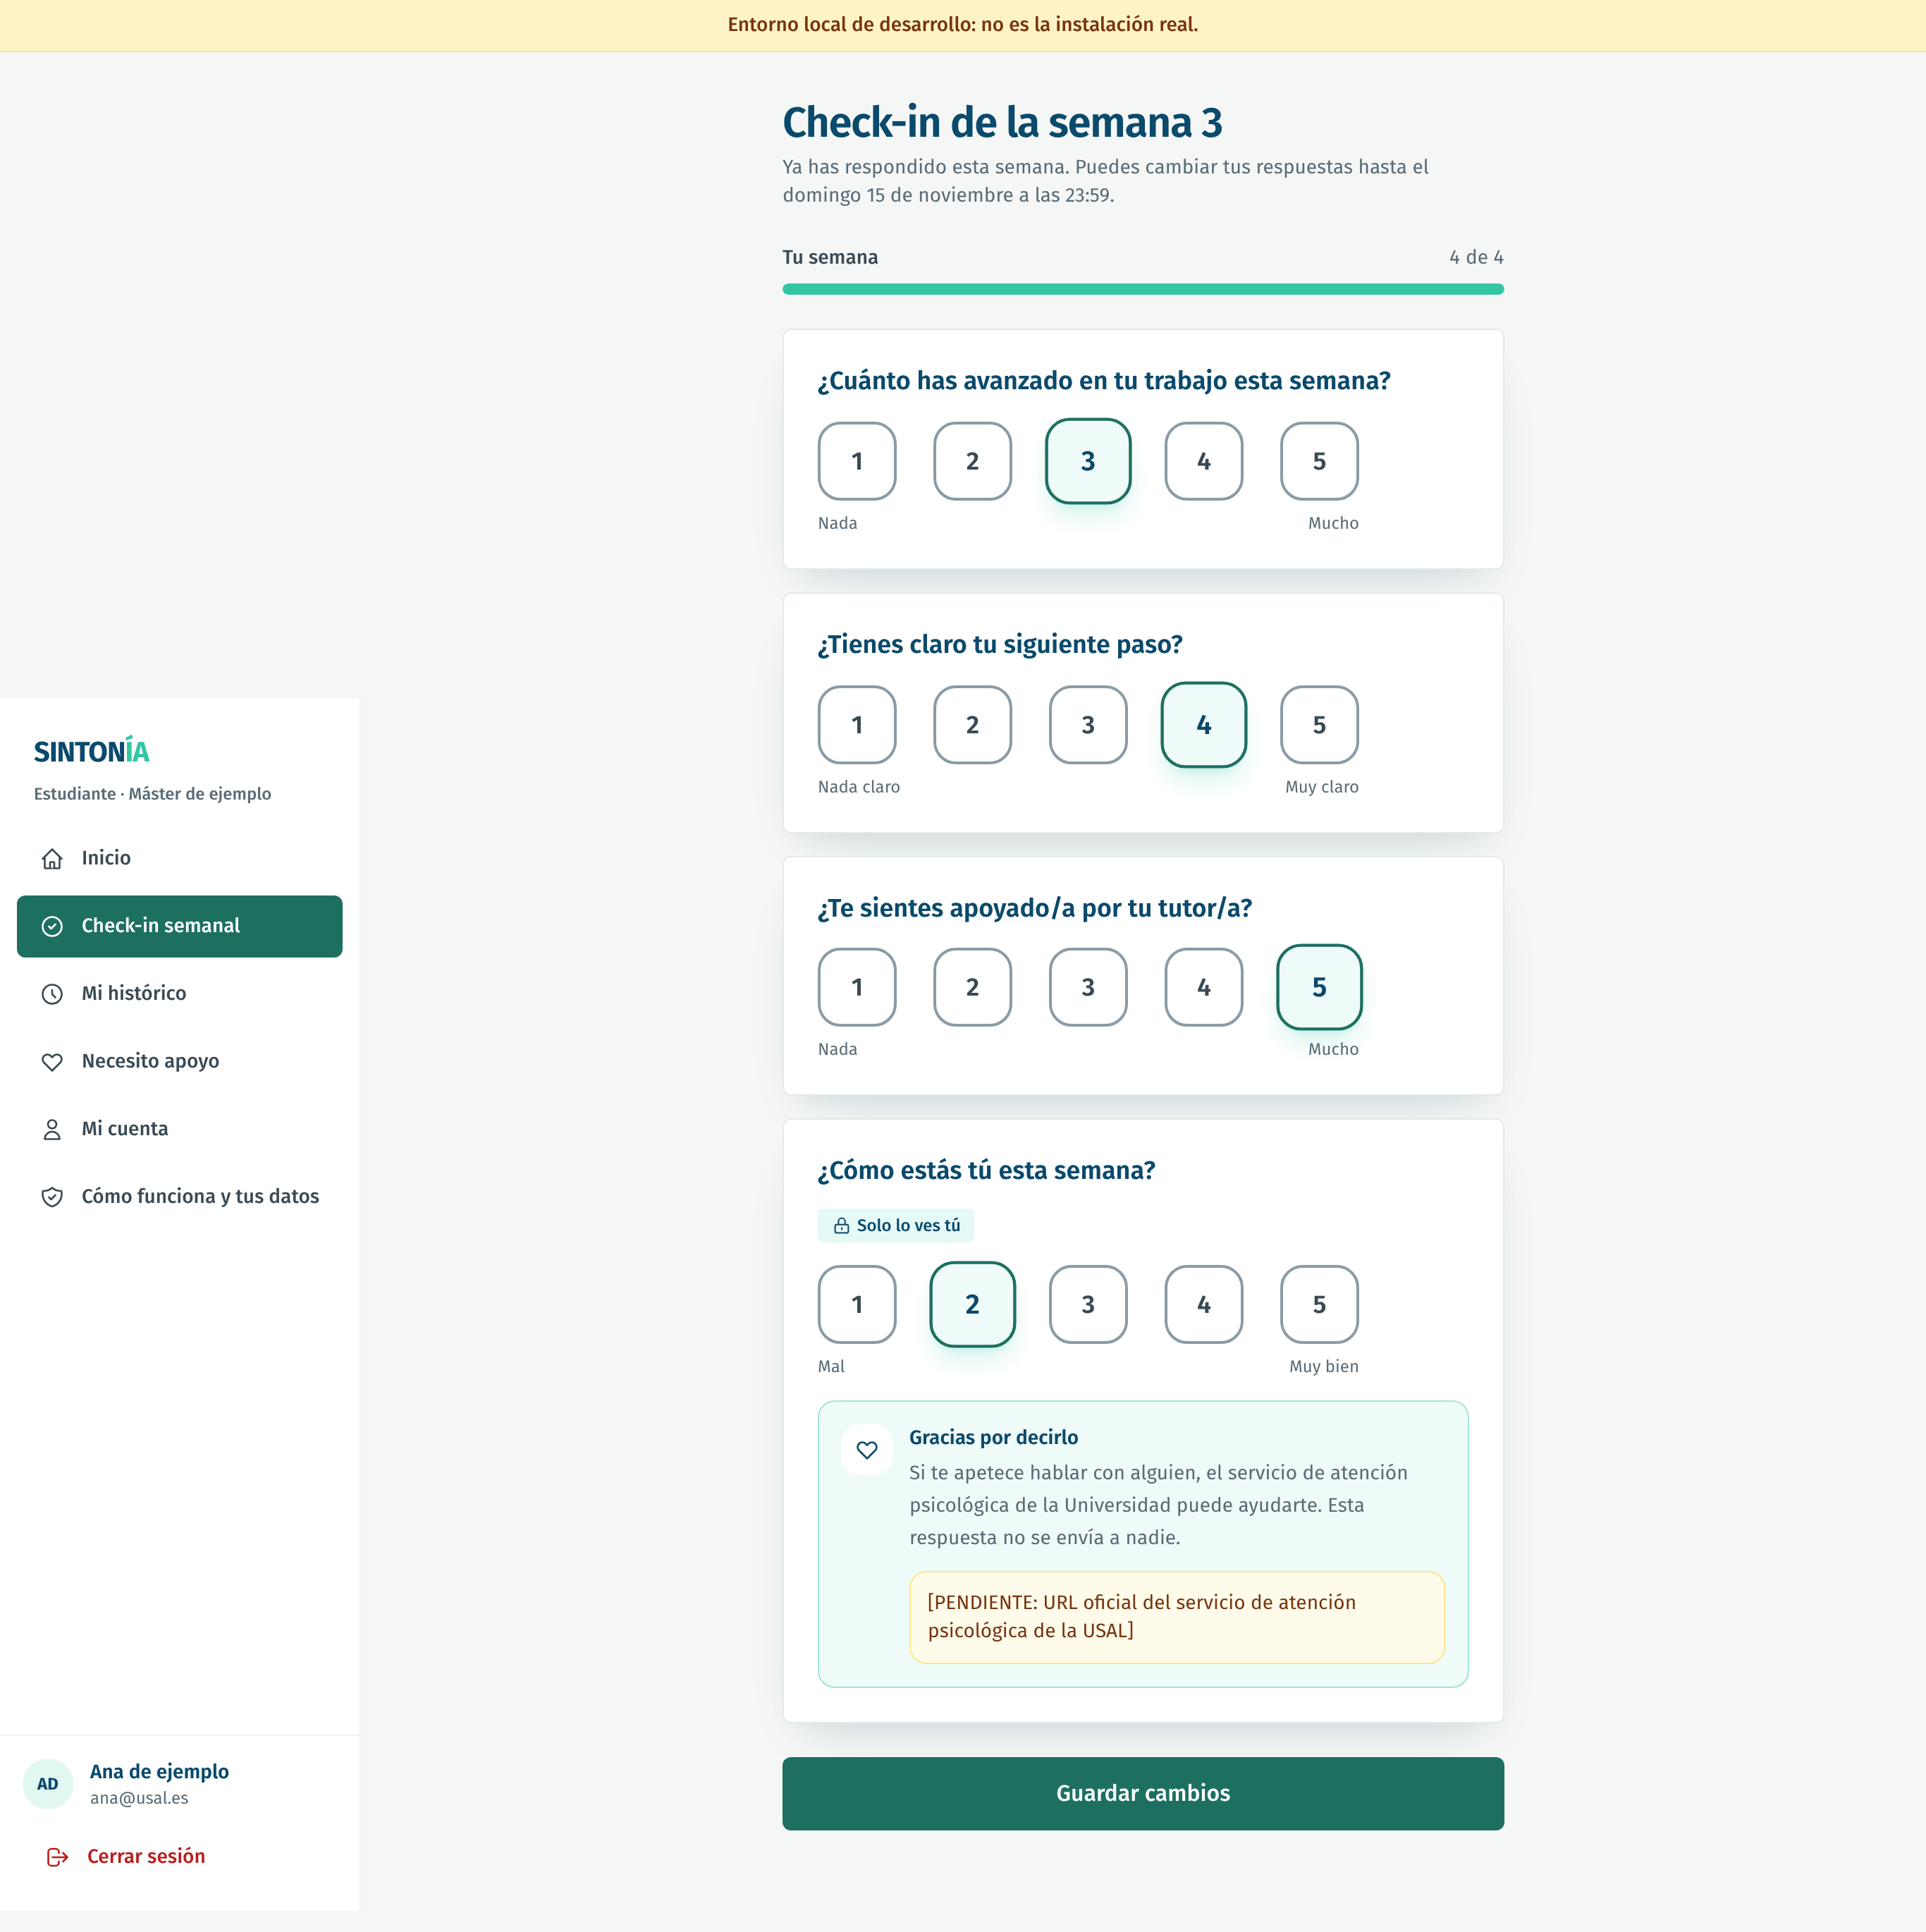 Entorno local de desarrollo: no es la instalación real.
Check-in de la semana 3
Ya has respondido esta semana. Puedes cambiar tus respuestas hasta el
domingo 15 de noviembre a las 23:59.
Tu semana
4 de 4
¿Cuánto has avanzado en tu trabajo esta semana?
1 2 3 4 5
Nada Mucho
¿Tienes claro tu siguiente paso?
1 2 3 4 5
Nada claro Muy claro
¿Te sientes apoyado/a por tu tutor/a?
1 2 3 4 5
Nada Mucho
¿Cómo estás tú esta semana?
Solo lo ves tú
1 2 3 4 5
Mal Muy bien
Gracias por decirlo
Si te apetece hablar con alguien, el servicio de atención
psicológica de la Universidad puede ayudarte. Esta
respuesta no se envía a nadie.
[PENDIENTE: URL oficial del servicio de atención
psicológica de la USAL]
Guardar cambios
SINTONÍA
Estudiante · Máster de ejemplo
Inicio
Check-in semanal
Mi histórico
Necesito apoyo
Mi cuenta
Cómo funciona y tus datos
AD
Ana de ejemplo
ana@usal.es
Cerrar sesión